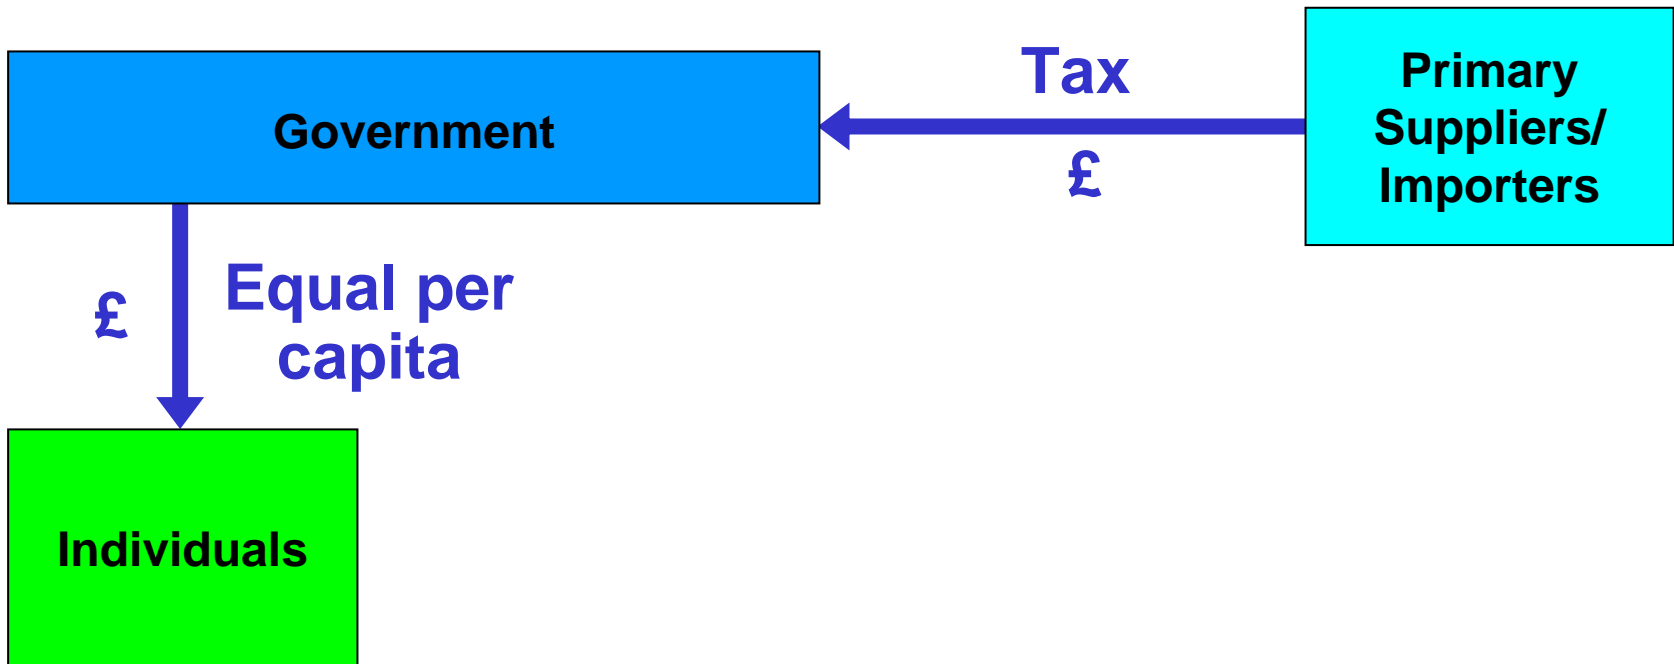 Government
Tax
£
Primary
Suppliers/
Importers
£
Equal per
capita
Individuals